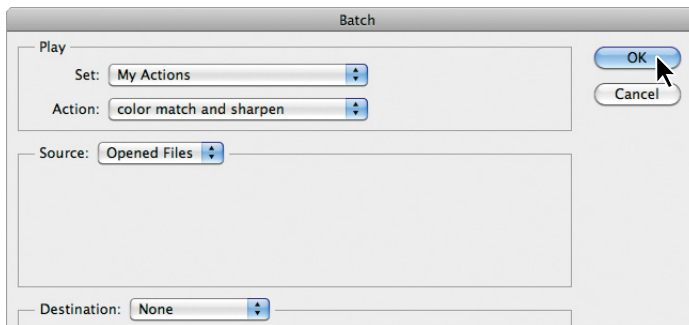 Batch
Play
OK
Set: My Actions
Cancel
Action: color match and sharpen
Source: Opened Files
Destination: None